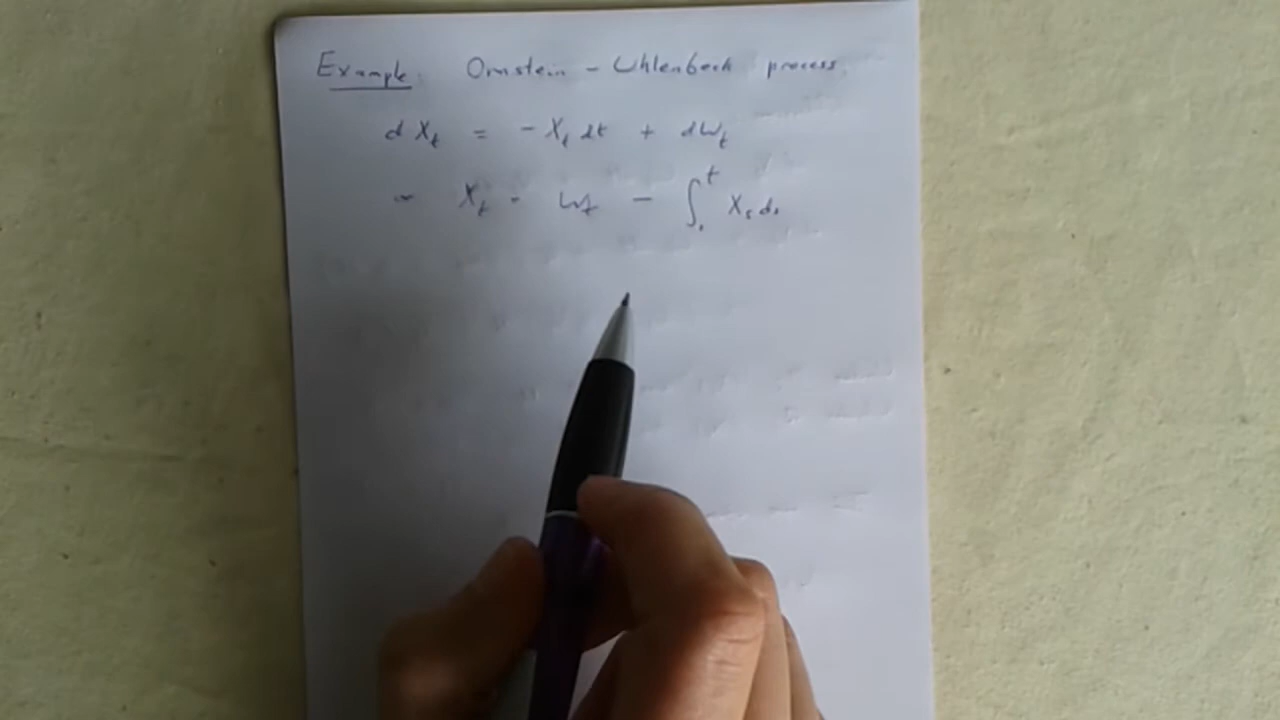 Example: Ornstein - Uhlenbeck process.
d X_t = - X_t dt + dW_t
~ X_t = W_t - ∫_0^t X_s ds